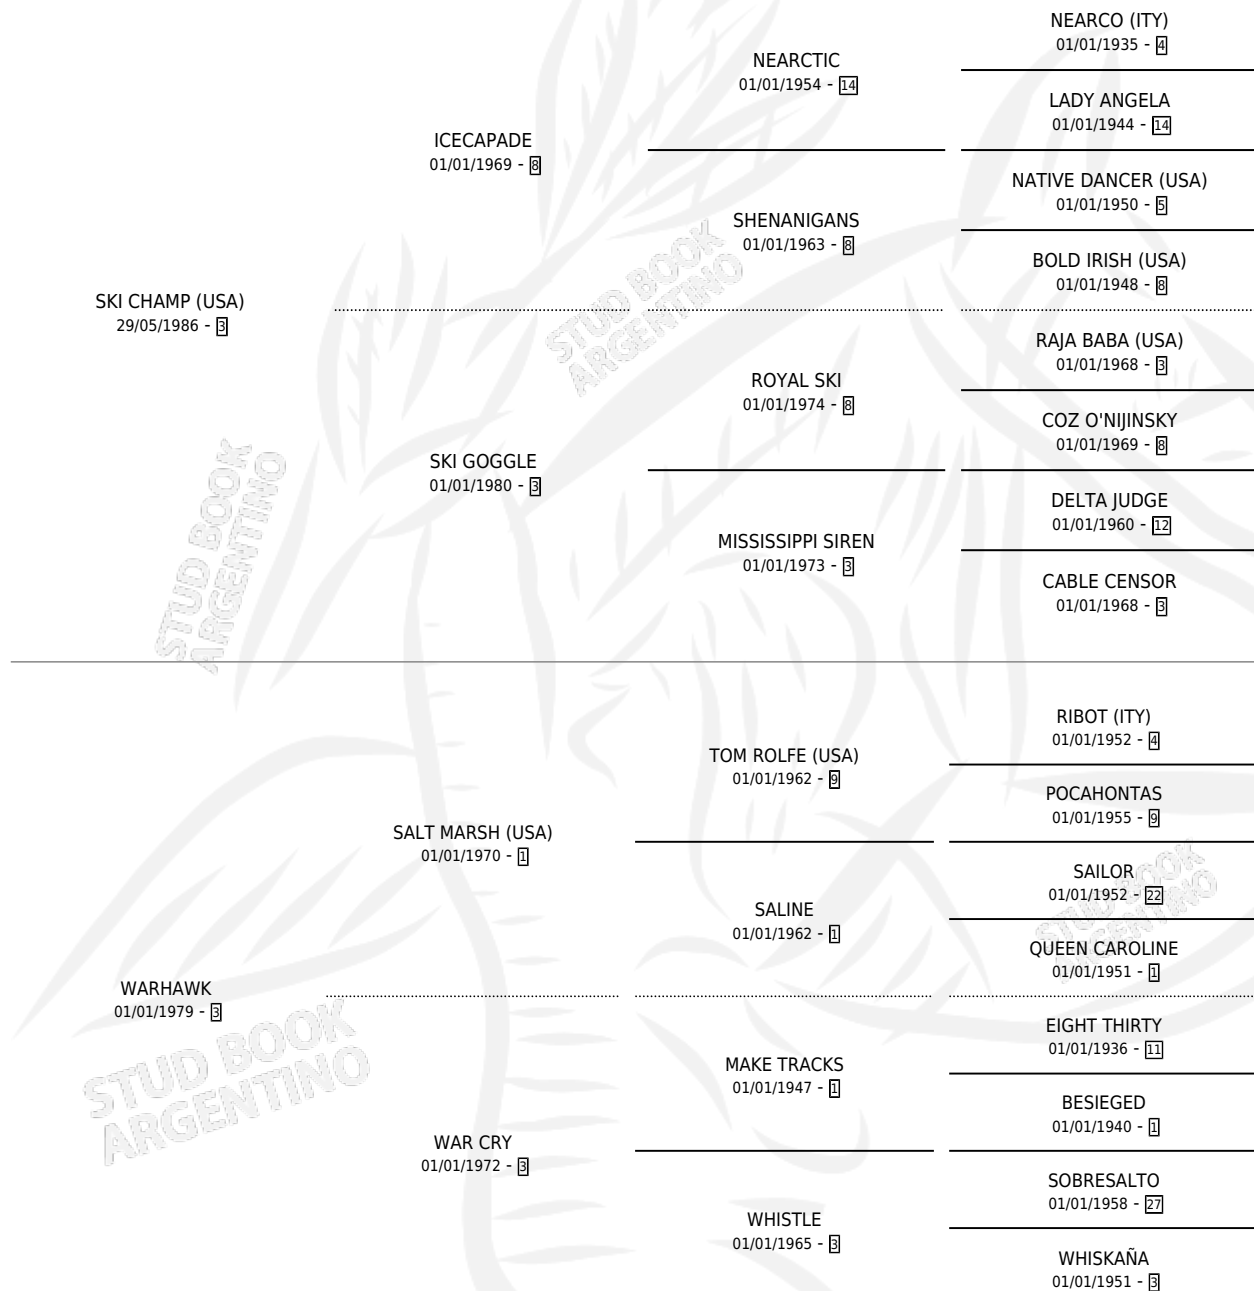 NEARCO (ITY)
01/01/1935 - 4
NEARCTIC
01/01/1954 - 14
LADY ANGELA
01/01/1944 - 14
ICECAPADE
01/01/1969 - 8
NATIVE DANCER (USA)
01/01/1950 - 5
SHENANIGANS
01/01/1963 - 8
BOLD IRISH (USA)
01/01/1948 - 8
SKI CHAMP (USA)
29/05/1986 - 3
RAJA BABA (USA)
01/01/1968 - 3
ROYAL SKI
01/01/1974 - 8
COZ O'NIJINSKY
01/01/1969 - 8
SKI GOGGLE
01/01/1980 - 3
DELTA JUDGE
01/01/1960 - 12
MISSISSIPPI SIREN
01/01/1973 - 3
CABLE CENSOR
01/01/1968 - 3
RIBOT (ITY)
01/01/1952 - 4
TOM ROLFE (USA)
01/01/1962 - 9
POCAHONTAS
01/01/1955 - 9
SALT MARSH (USA)
01/01/1970 - 1
SAILOR
01/01/1952 - 22
SALINE
01/01/1962 - 1
QUEEN CAROLINE
01/01/1951 - 1
WARHAWK
01/01/1979 - 3
EIGHT THIRTY
01/01/1936 - 11
MAKE TRACKS
01/01/1947 - 1
BESIEGED
01/01/1940 - 1
WAR CRY
01/01/1972 - 3
SOBRESALTO
01/01/1958 - 27
WHISTLE
01/01/1965 - 3
WHISKAÑA
01/01/1951 - 3
STUD BOOK
ARGENTINO
STUD BOOK
ARGENTINO
STUD BOOK
ARGENTINO
STUD BOOK
ARGENTINO